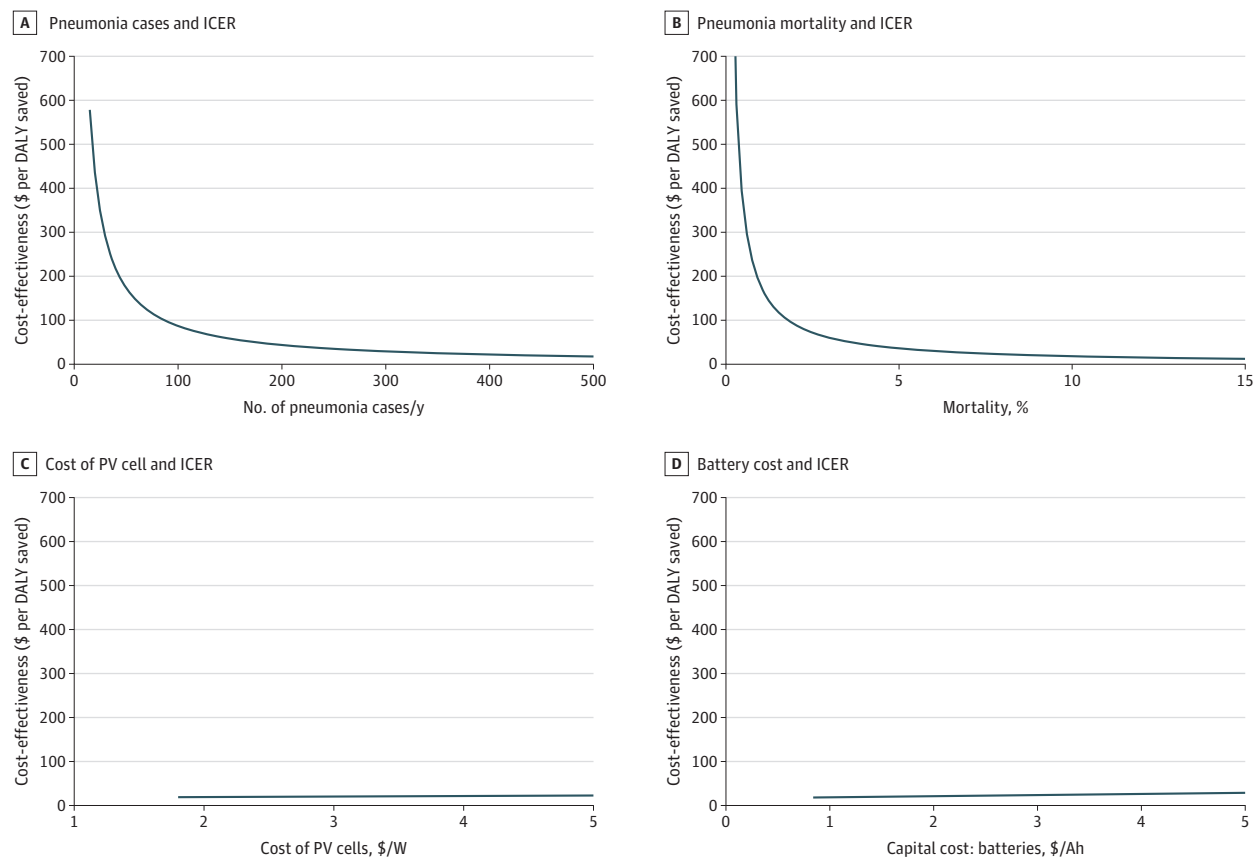 A Pneumonia cases and ICER
Cost-effectiveness ($ per DALY saved)
700
600
500
400
300
200
100
0
0 100 200 300 400 500
No. of pneumonia cases/y
B Pneumonia mortality and ICER
Cost-effectiveness ($ per DALY saved)
700
600
500
400
300
200
100
0
0 5 10 15
Mortality, %
C Cost of PV cell and ICER
Cost-effectiveness ($ per DALY saved)
700
600
500
400
300
200
100
0
1 2 3 4 5
Cost of PV cells, $/W
D Battery cost and ICER
Cost-effectiveness ($ per DALY saved)
700
600
500
400
300
200
100
0
0 1 2 3 4 5
Capital cost: batteries, $/Ah